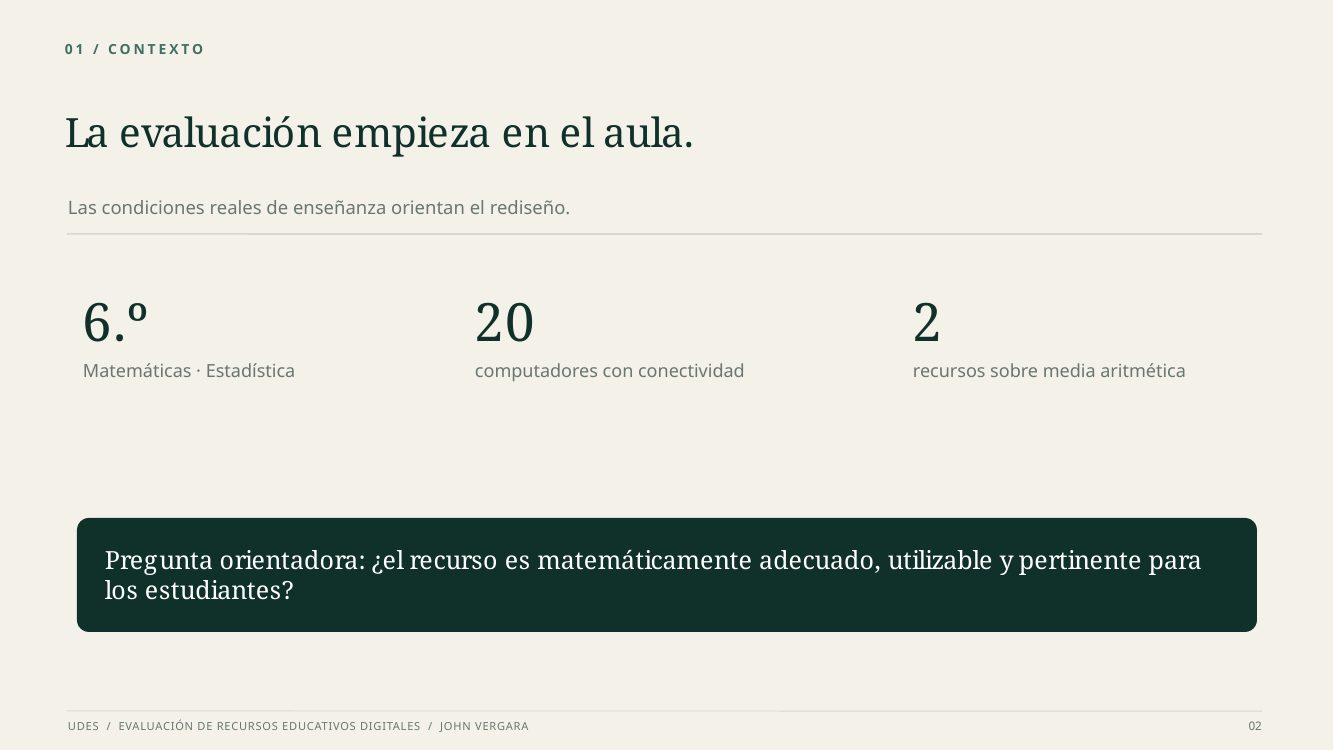 01 / CONTEXTO
La evaluación empieza en el aula.
Las condiciones reales de enseñanza orientan el rediseño.
6.º
Matemáticas · Estadística
20
computadores con conectividad
2
recursos sobre media aritmética
Pregunta orientadora: ¿el recurso es matemáticamente adecuado, utilizable y pertinente para
los estudiantes?
UDES / EVALUACIÓN DE RECURSOS EDUCATIVOS DIGITALES / JOHN VERGARA
02